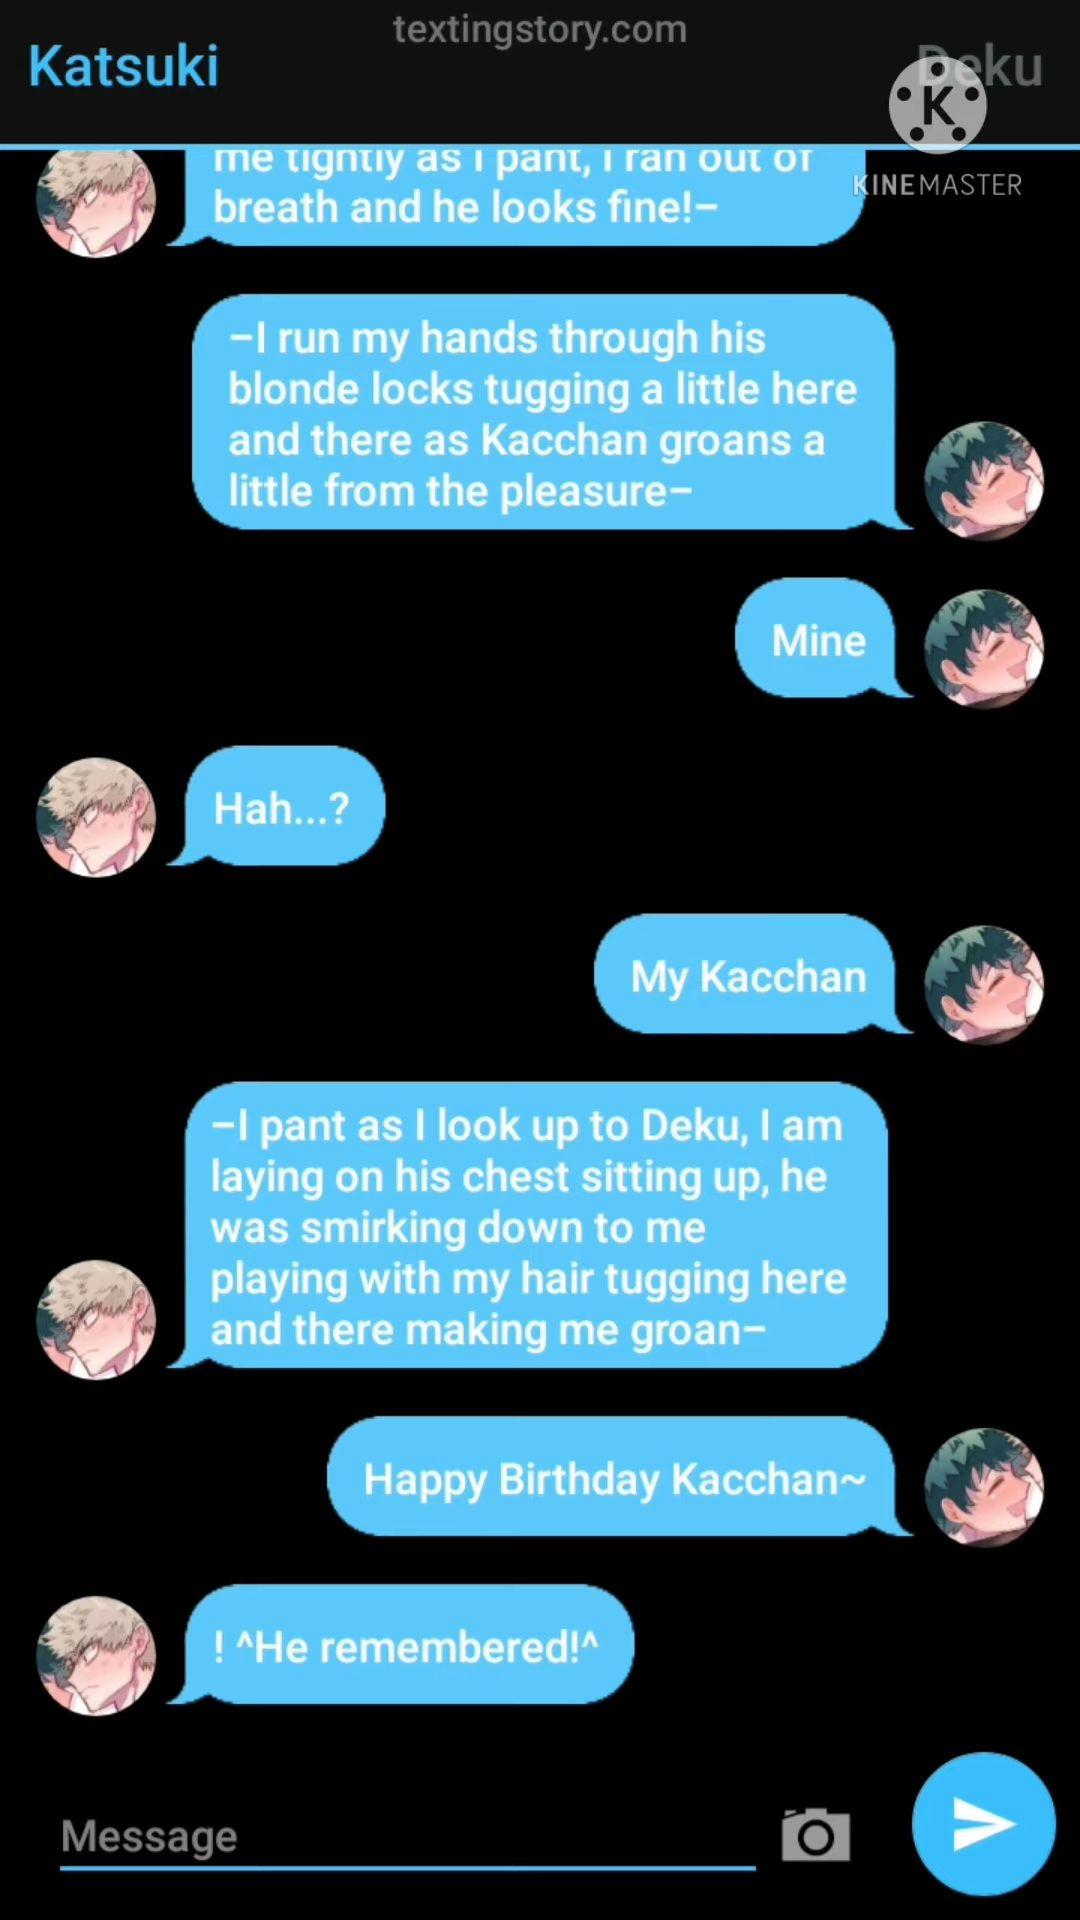 textingstory.com
Katsuki
Deku
K
KINEMASTER
me tightly as I pant, I ran out of
breath and he looks fine!–
–I run my hands through his
blonde locks tugging a little here
and there as Kacchan groans a
little from the pleasure–
Mine
Hah...?
My Kacchan
–I pant as I look up to Deku, I am
laying on his chest sitting up, he
was smirking down to me
playing with my hair tugging here
and there making me groan–
Happy Birthday Kacchan~
! ^He remembered!^
Message